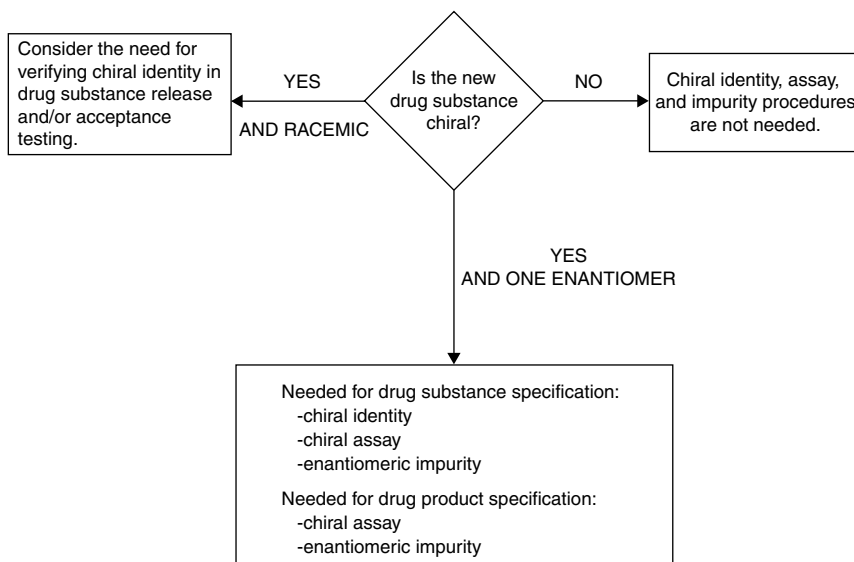 Consider the need for
verifying chiral identity in
drug substance release
and/or acceptance
testing.
YES
AND RACEMIC
Is the new
drug substance
chiral?
NO
Chiral identity, assay,
and impurity procedures
are not needed.
YES
AND ONE ENANTIOMER
Needed for drug substance specification:
-chiral identity
-chiral assay
-enantiomeric impurity
Needed for drug product specification:
-chiral assay
-enantiomeric impurity